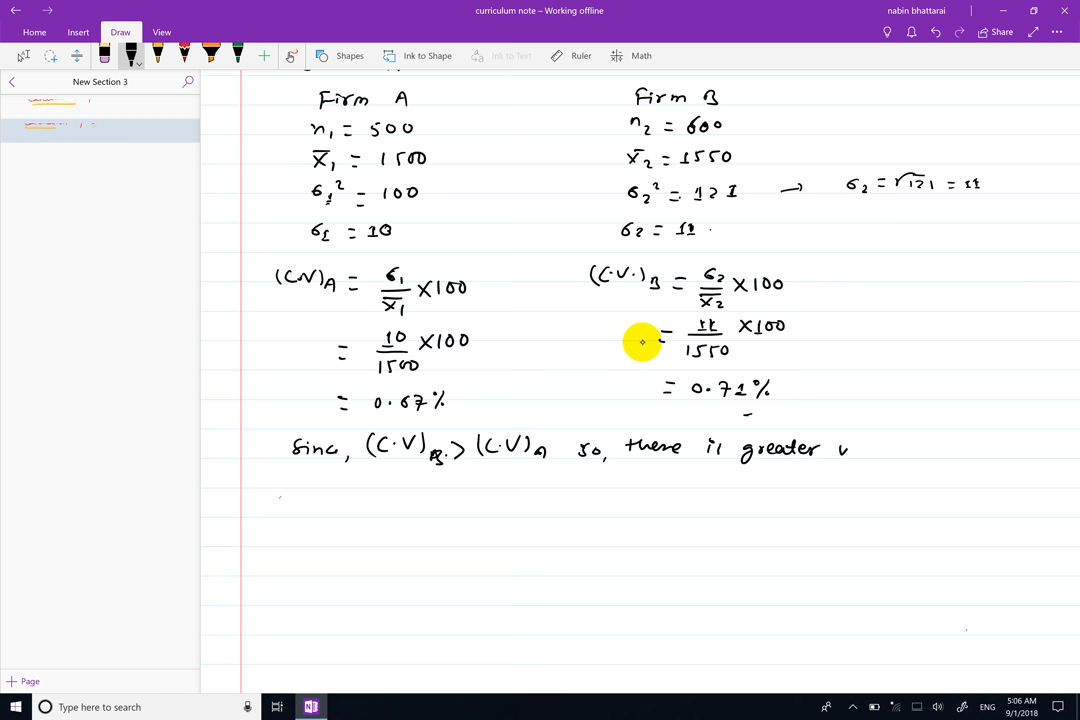 curriculum note – Working offline
nabin bhattarai
Home Insert Draw View
Share
Shapes Ink to Shape Ink to Text Ruler Math
New Section 3
Firm A
n₁ = 500
x̄₁ = 1500
σ₁² = 100
σ₁ = 10
Firm B
n₂ = 600
x̄₂ = 1550
σ₂² = 121 → σ₂ = √121 = 11
σ₂ = 11
(C.V)A = σ₁/x̄₁ × 100
= 10/1500 × 100
= 0.67%
(C.V.)B = σ₂/x̄₂ × 100
= 11/1550 × 100
= 0.71%
Since, (C.V)B > (C.V)A so, there is greater
+ Page
Type here to search
ENG
5:06 AM
9/1/2018